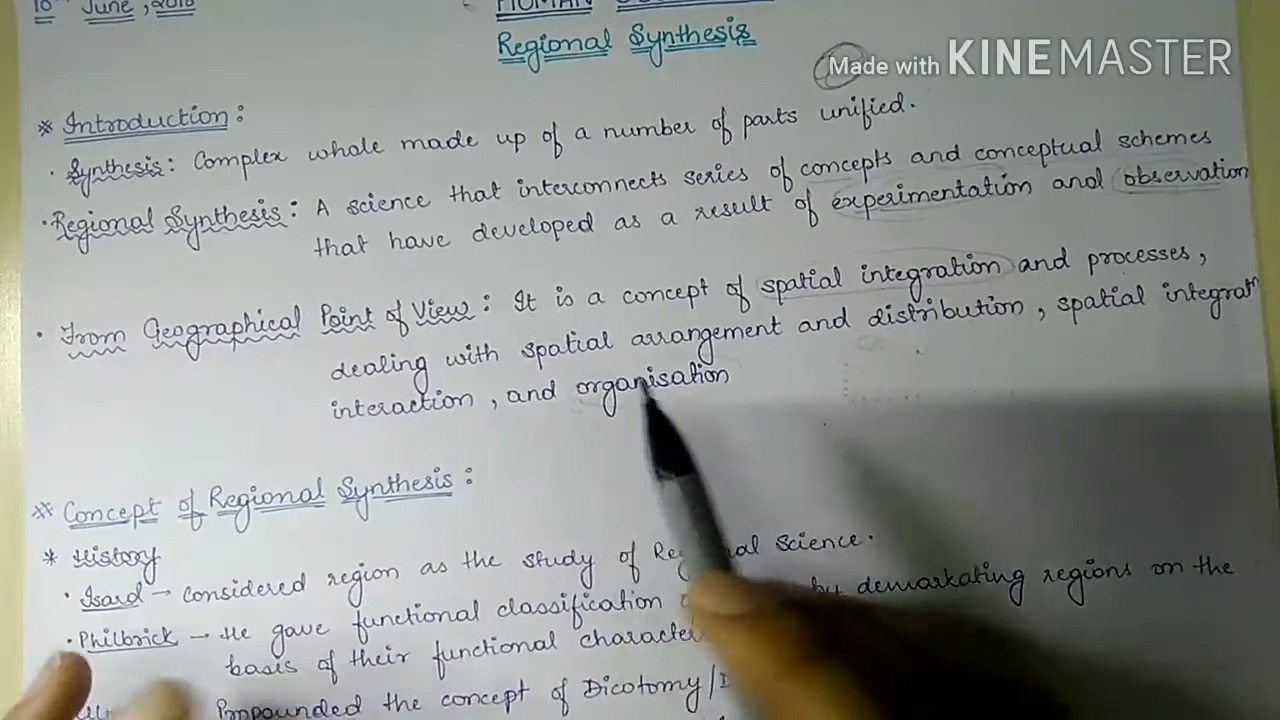 June, 2018
HUMAN
Regional Synthesis
Made with KINEMASTER
* Introduction:
· Synthesis: Complex whole made up of a number of parts unified.
· Regional Synthesis: A science that interconnects series of concepts and conceptual schemes
that have developed as a result of experimentation and observation
· From Geographical Point of View: It is a concept of spatial integration and processes,
dealing with spatial arrangement and distribution, spatial integratn
interaction, and organisation
* Concept of Regional Synthesis:
* History
· Isard → considered region as the study of Regional science.
· Philbrick → He gave functional classification by demarkating regions on the
basis of their functional character
Propounded the concept of Dicotomy/